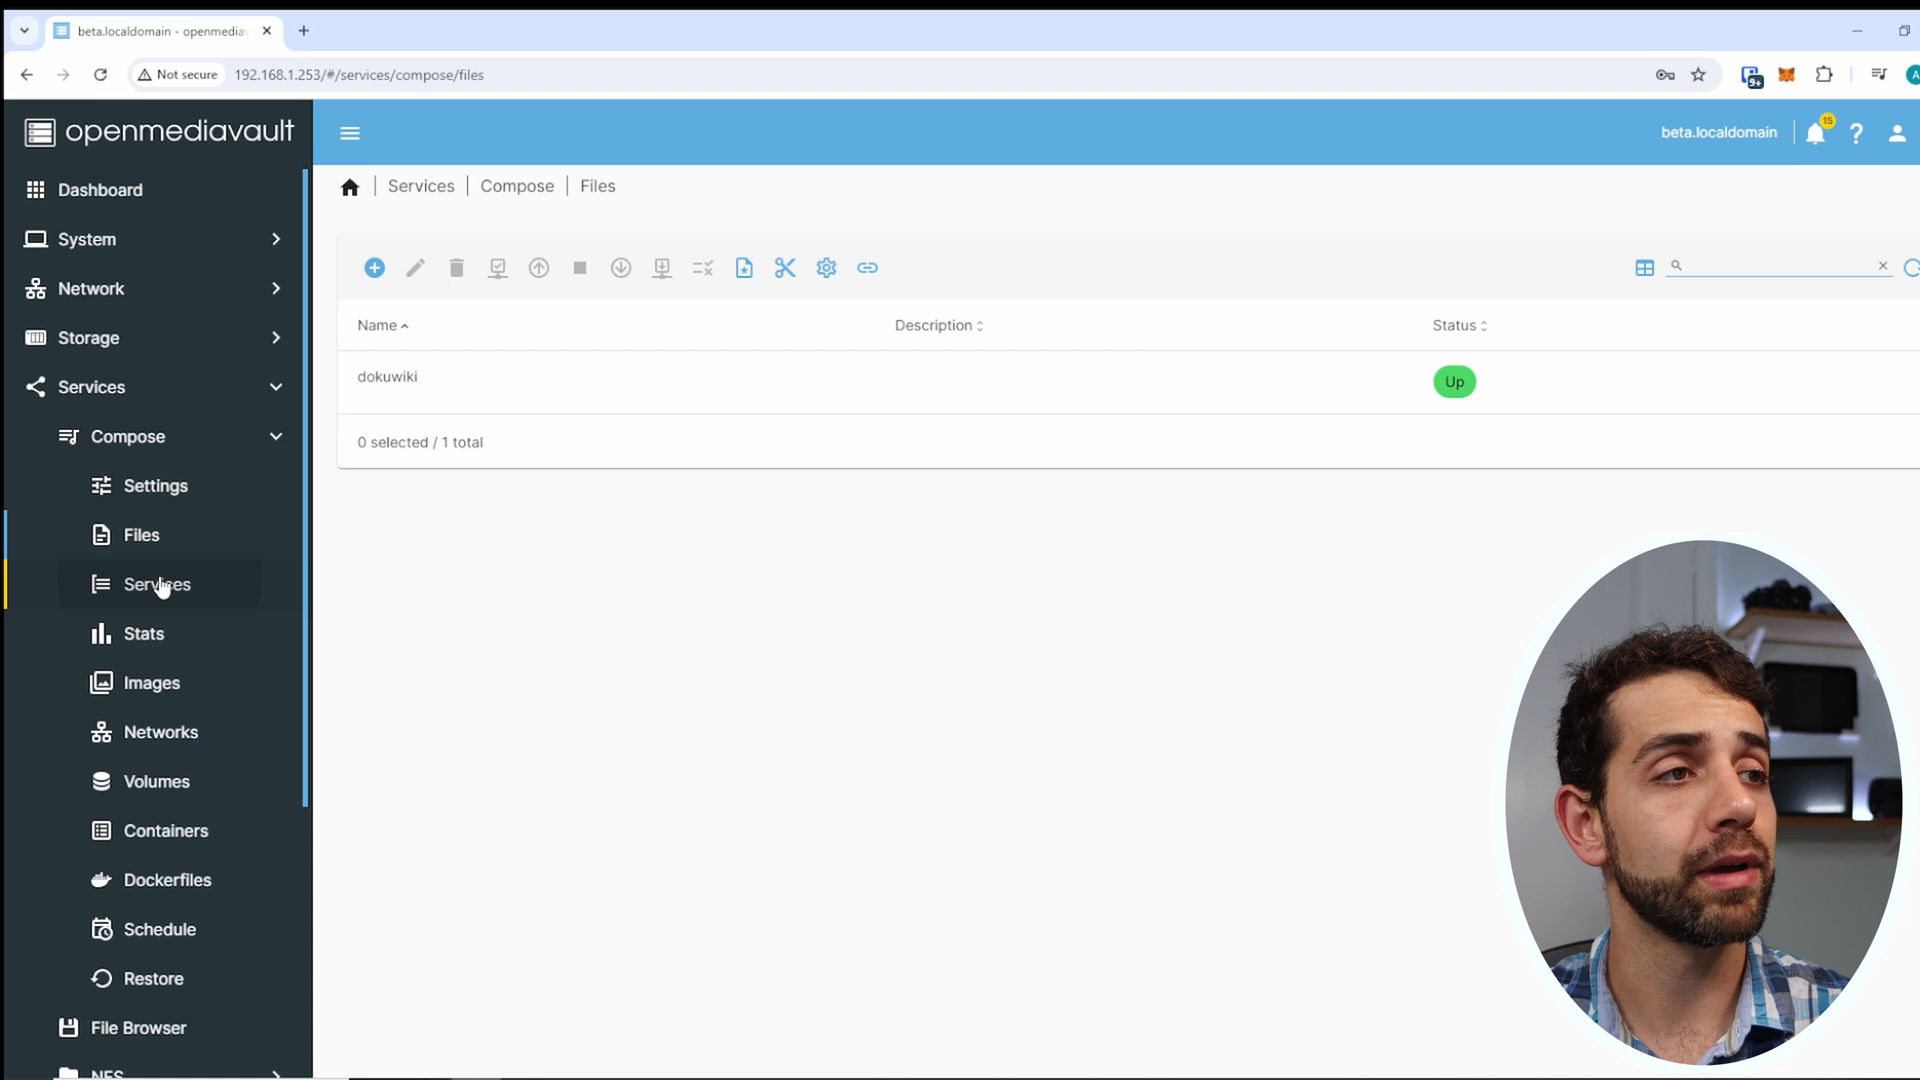 beta.localdomain - openmedia
Not secure
192.168.1.253/#/services/compose/files
9+
A
openmediavault
beta.localdomain
15
Dashboard
Services | Compose | Files
System
Network
Storage
Name
Description
Status
Services
dokuwiki
Up
Compose
0 selected / 1 total
Settings
Files
Services
Stats
Images
Networks
Volumes
Containers
Dockerfiles
Schedule
Restore
File Browser
NFS